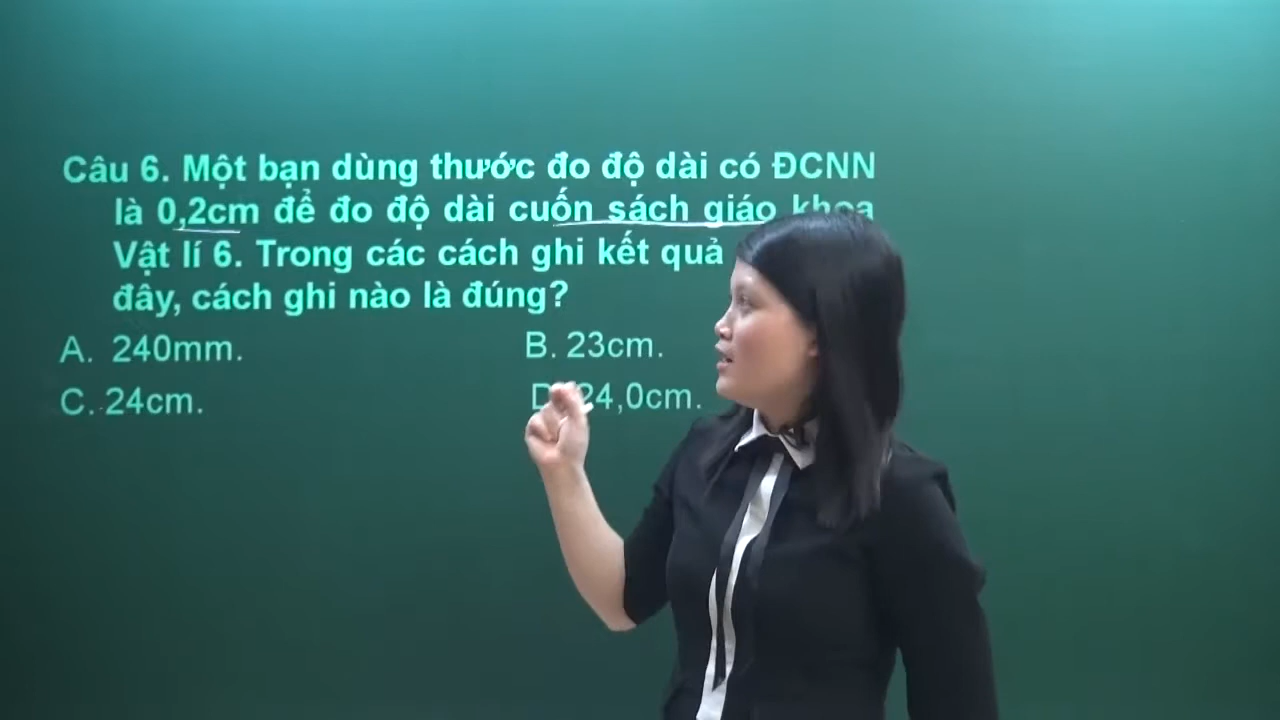 Câu 6. Một bạn dùng thước đo độ dài có ĐCNN
là 0,2cm để đo độ dài cuốn sách giáo khoa
Vật lí 6. Trong các cách ghi kết quả
đây, cách ghi nào là đúng?
A. 240mm.
B. 23cm.
C. 24cm.
D. 24,0cm.